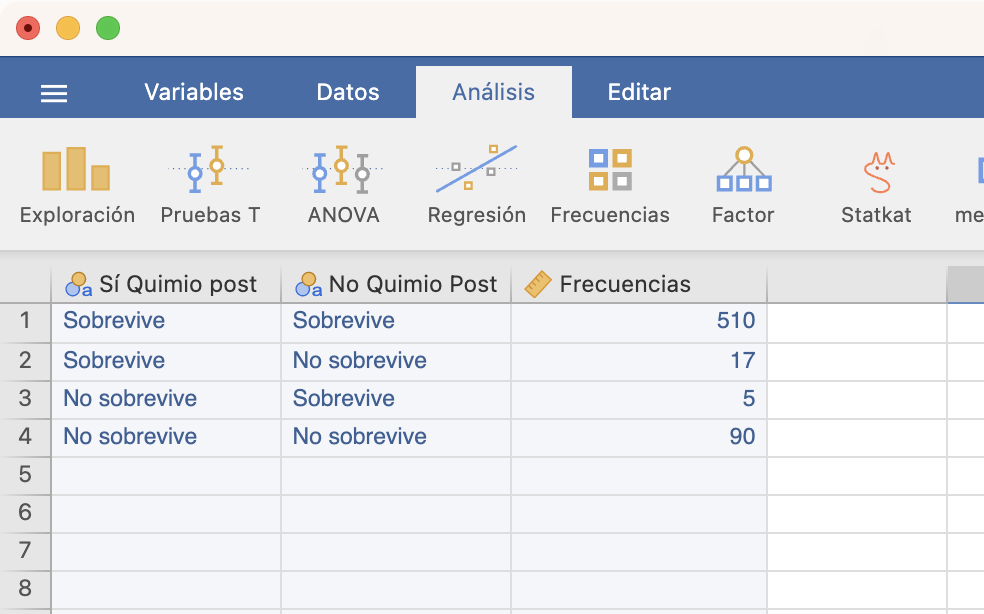 Variables Datos Análisis Editar
Exploración Pruebas T ANOVA Regresión Frecuencias Factor Statkat me
Sí Quimio post No Quimio Post Frecuencias
1 Sobrevive Sobrevive 510
2 Sobrevive No sobrevive 17
3 No sobrevive Sobrevive 5
4 No sobrevive No sobrevive 90
5
6
7
8